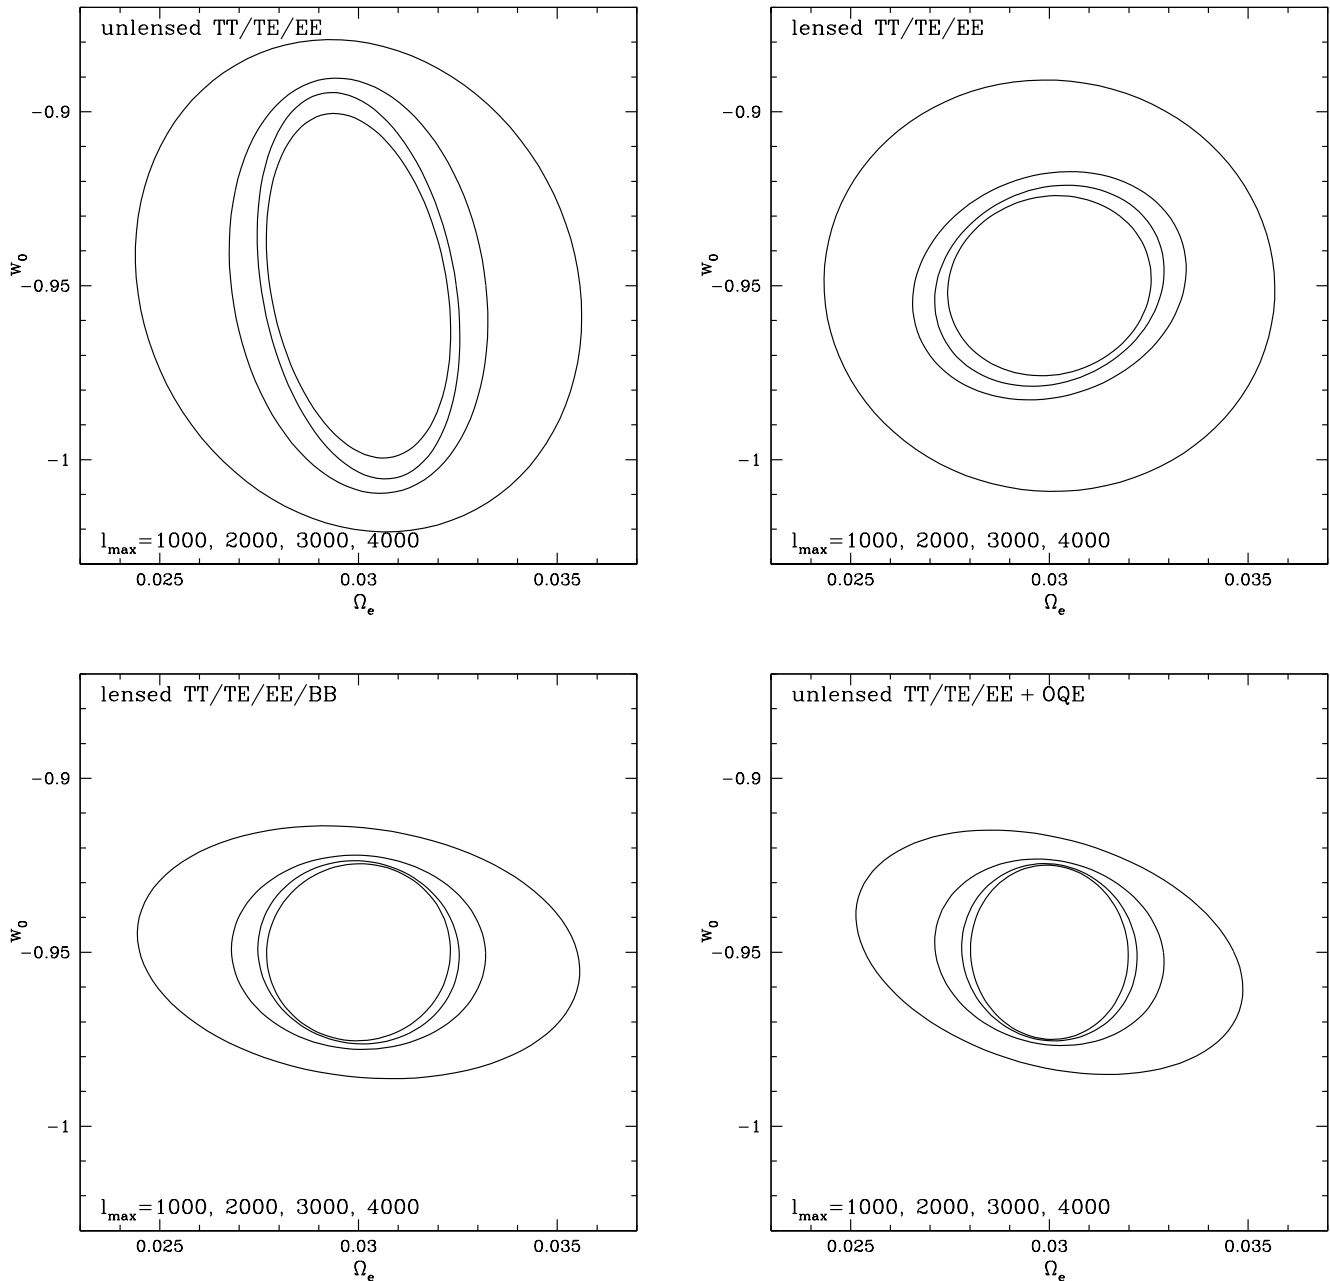 unlensed TT/TE/EE
−0.9
w₀
−0.95
−1
lₘₐₓ=1000, 2000, 3000, 4000
0.025 0.03 0.035
Ωₑ
lensed TT/TE/EE
−0.9
w₀
−0.95
−1
lₘₐₓ=1000, 2000, 3000, 4000
0.025 0.03 0.035
Ωₑ
lensed TT/TE/EE/BB
−0.9
w₀
−0.95
−1
lₘₐₓ=1000, 2000, 3000, 4000
0.025 0.03 0.035
Ωₑ
unlensed TT/TE/EE + OQE
−0.9
w₀
−0.95
−1
lₘₐₓ=1000, 2000, 3000, 4000
0.025 0.03 0.035
Ωₑ